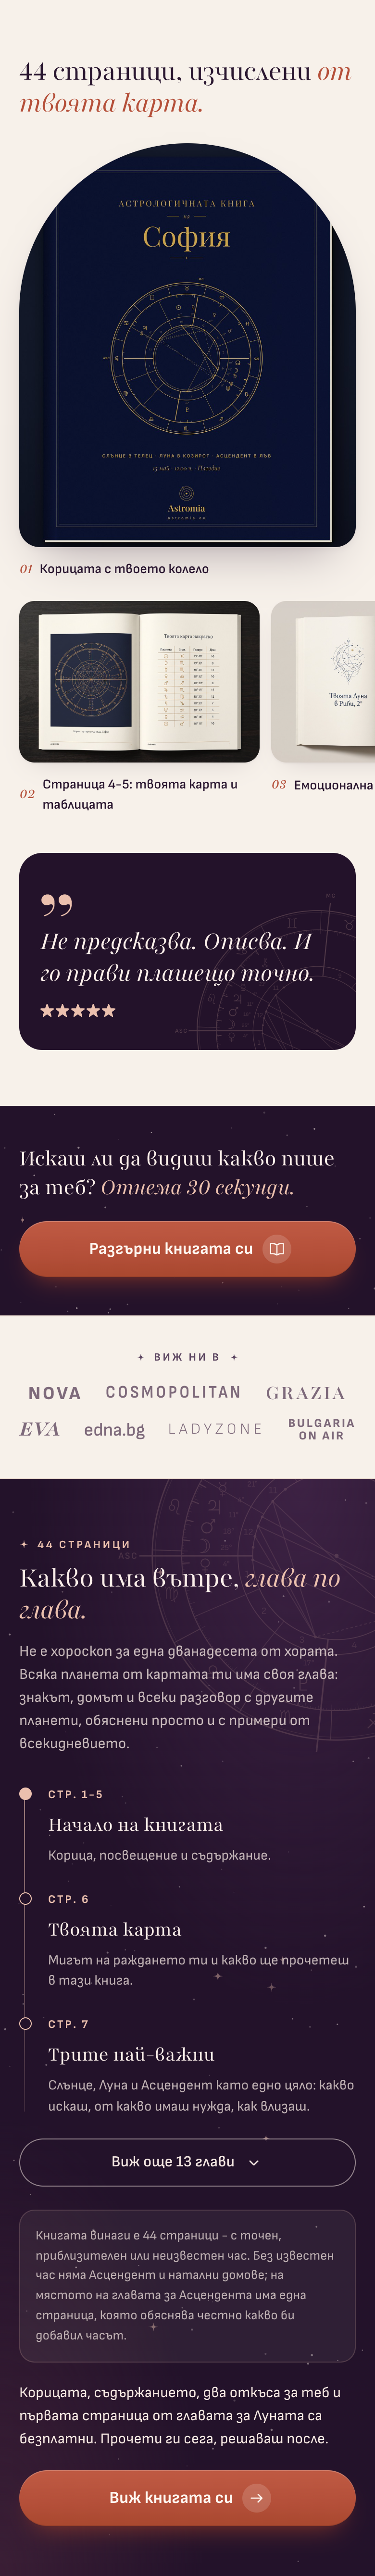 44 страници, изчислени от
твоята карта.
АСТРОЛОГИЧНАТА КНИГА
НА
София
СЛЪНЦЕ В ТЕЛЕЦ · ЛУНА В КОЗИРОГ · АСЦЕНДЕНТ В ЛЪВ
15 май · 12:00 ч. · Пловдив
Astromia
astromia.eu
01 Корицата с твоето колело
Твоята карта накратко
Твоята Луна
в Риби, 2°
02 Страница 4-5: твоята карта и
таблицата
03 Емоционална
”
Не предсказва. Описва. И
го прави плашещо точно.
MC
ASC
Искаш ли да видиш какво пише
за теб? Отнема 30 секунди.
Разгърни книгата си
ВИЖ НИ В
NOVA COSMOPOLITAN GRAZIA
EVA edna.bg LADYZONE BULGARIA
ON AIR
44 СТРАНИЦИ
ASC
Какво има вътре, глава по
глава.
Не е хороскоп за една дванадесета от хората.
Всяка планета от картата ти има своя глава:
знакът, домът и всеки разговор с другите
планети, обяснени просто и с примери от
всекидневието.
СТР. 1-5
Начало на книгата
Корица, посвещение и съдържание.
СТР. 6
Твоята карта
Мигът на раждането ти и какво ще прочетеш
в тази книга.
СТР. 7
Трите най-важни
Слънце, Луна и Асцендент като едно цяло: какво
искаш, от какво имаш нужда, как влизаш.
Виж още 13 глави
Книгата винаги е 44 страници - с точен,
приблизителен или неизвестен час. Без известен
час няма Асцендент и натални домове; на
мястото на главата за Асцендента има една
страница, която обяснява честно какво би
добавил часът.
Корицата, съдържанието, два откъса за теб и
първата страница от главата за Луната са
безплатни. Прочети ги сега, решаваш после.
Виж книгата си